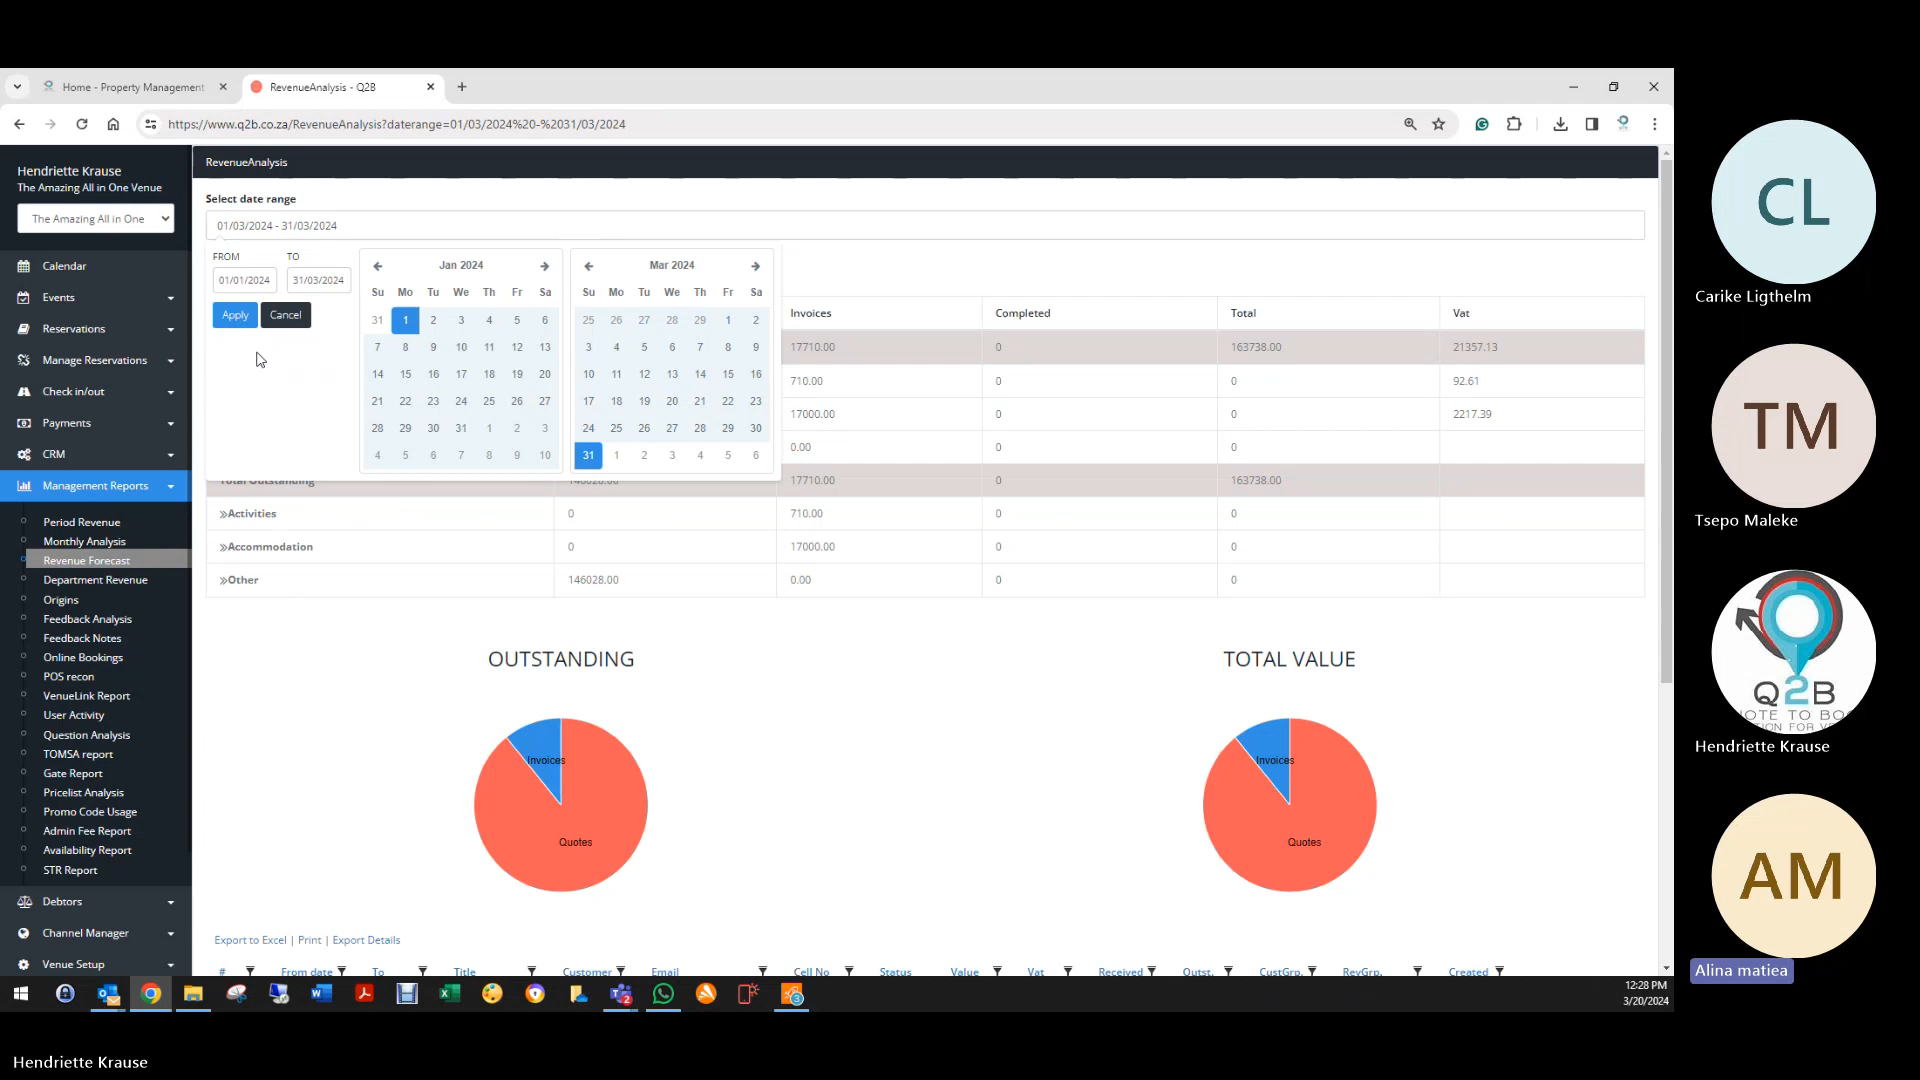 Home - Property Management
RevenueAnalysis - Q2B
https://www.q2b.co.za/RevenueAnalysis?daterange=01/03/2024%20-%2031/03/2024
Hendriette Krause
The Amazing All in One Venue
The Amazing All in One
Calendar
Events
Reservations
Manage Reservations
Check in/out
Payments
CRM
Management Reports
Period Revenue
Monthly Analysis
Revenue Forecast
Department Revenue
Origins
Feedback Analysis
Feedback Notes
Online Bookings
POS recon
VenueLink Report
User Activity
Question Analysis
TOMSA report
Gate Report
Pricelist Analysis
Promo Code Usage
Admin Fee Report
Availability Report
STR Report
Debtors
Channel Manager
Venue Setup
RevenueAnalysis
Select date range
01/03/2024 - 31/03/2024
FROM TO
01/01/2024 31/03/2024
Apply Cancel
Jan 2024
Su Mo Tu We Th Fr Sa
31 1 2 3 4 5 6
7 8 9 10 11 12 13
14 15 16 17 18 19 20
21 22 23 24 25 26 27
28 29 30 31 1 2 3
4 5 6 7 8 9 10
Mar 2024
Su Mo Tu We Th Fr Sa
25 26 27 28 29 1 2
3 4 5 6 7 8 9
10 11 12 13 14 15 16
17 18 19 20 21 22 23
24 25 26 27 28 29 30
31 1 2 3 4 5 6
Invoices Completed Total Vat
17710.00 0 163738.00 21357.13
710.00 0 0 92.61
17000.00 0 0 2217.39
0.00 0 0
Total Outstanding 146028.00 17710.00 0 163738.00
»Activities 0 710.00 0 0
»Accommodation 0 17000.00 0 0
»Other 146028.00 0.00 0 0
OUTSTANDING
Invoices
Quotes
TOTAL VALUE
Invoices
Quotes
Export to Excel | Print | Export Details
# From date To Title Customer Email Cell No Status Value Vat Received Outst. CustGrp. RevGrp. Created
12:28 PM
3/20/2024
CL
Carike Ligthelm
TM
Tsepo Maleke
Q2B
Hendriette Krause
AM
Alina matiea
Hendriette Krause